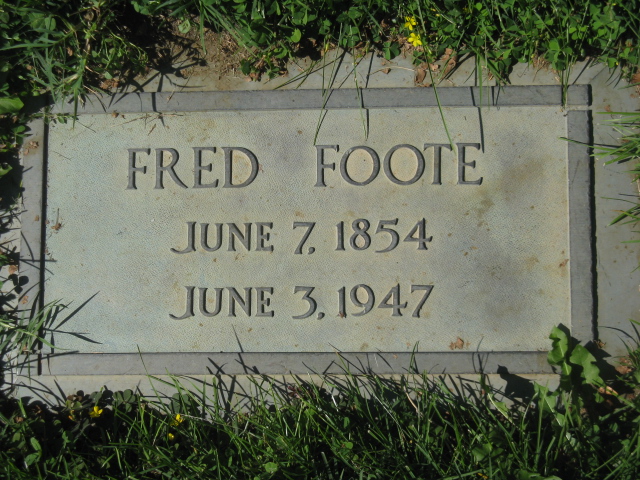 FRED FOOTE
JUNE 7, 1854
JUNE 3, 1947